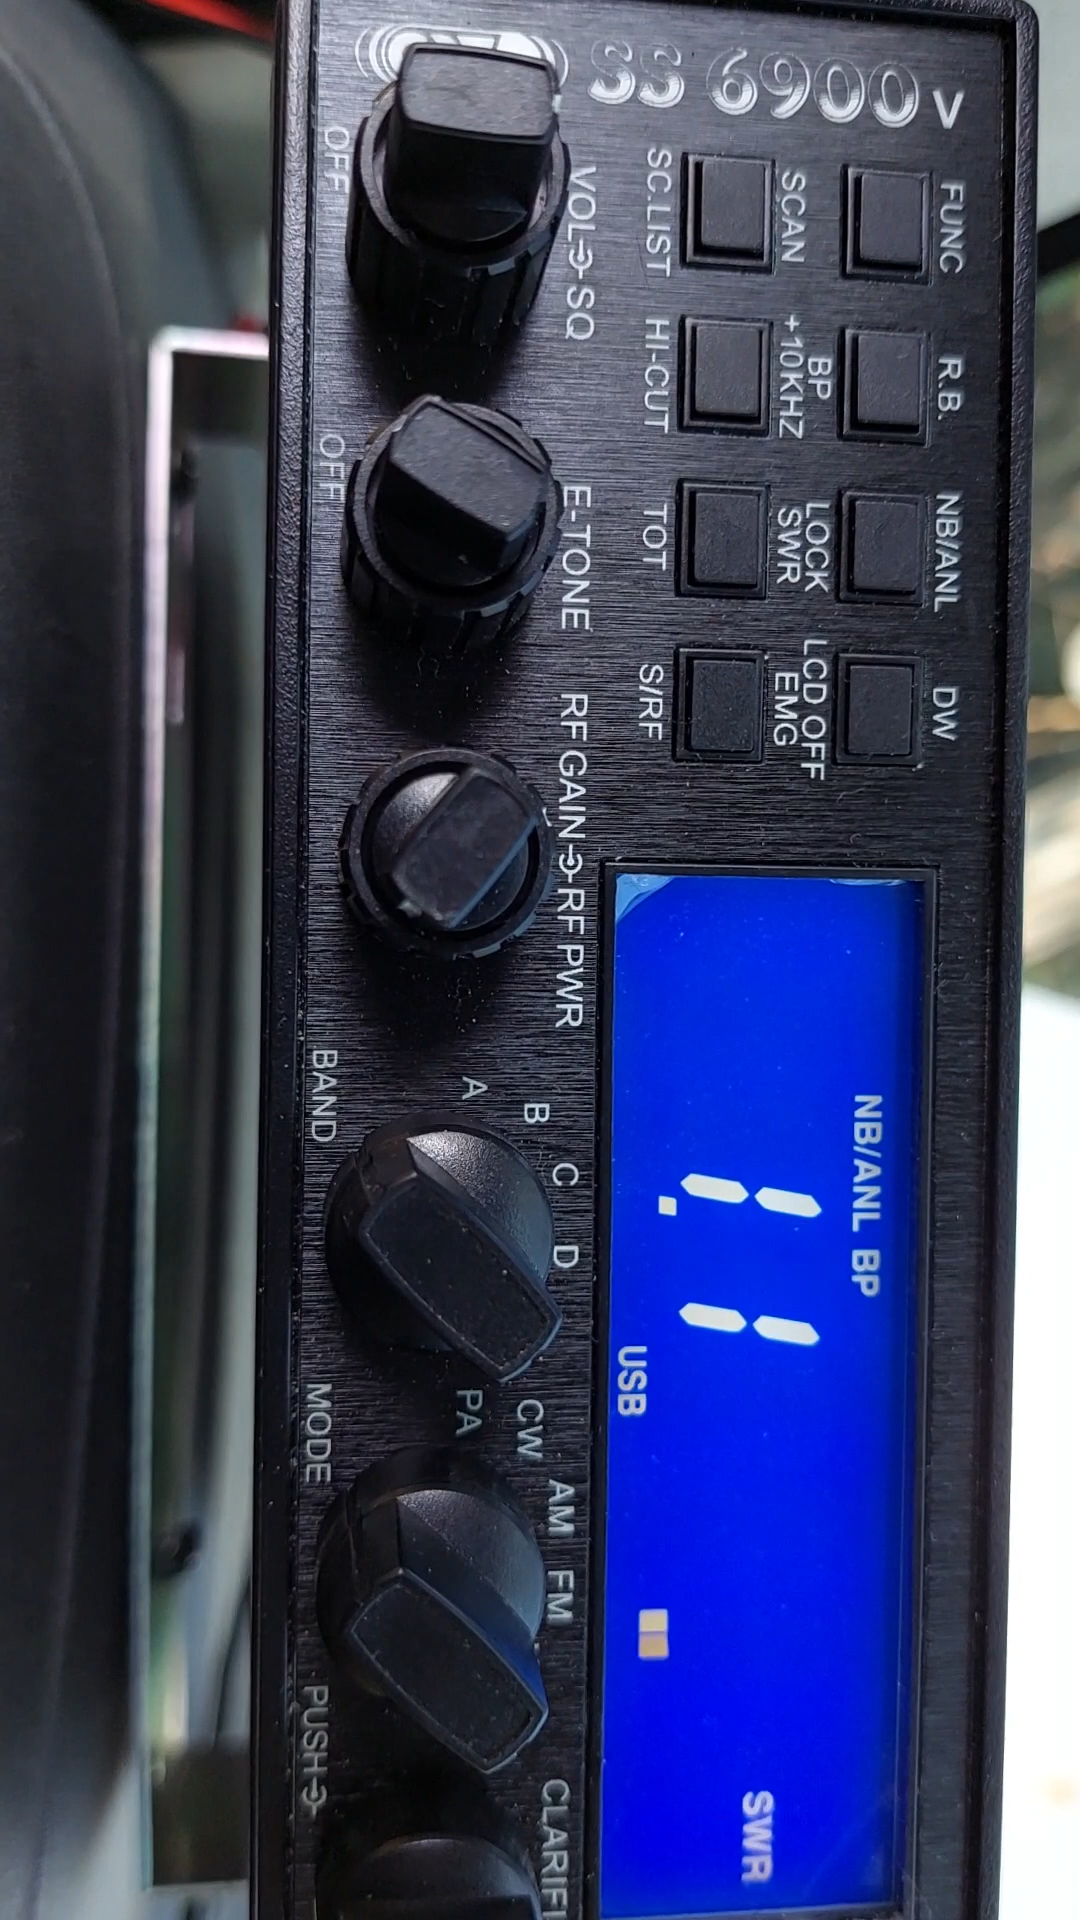 SS 6900 V
FUNC
R.B.
NB/ANL
DW
SCAN
+10KHZ
BP
SWR
LOCK
EMG
LCD OFF
SC.LIST
HI-CUT
TOT
S/RF
NB/ANL BP
1.1
USB
SWR
VOL SQ
E-TONE
RF GAIN RF PWR
OFF
OFF
A
B
C
D
BAND
PA
CW
AM
FM
MODE
PUSH